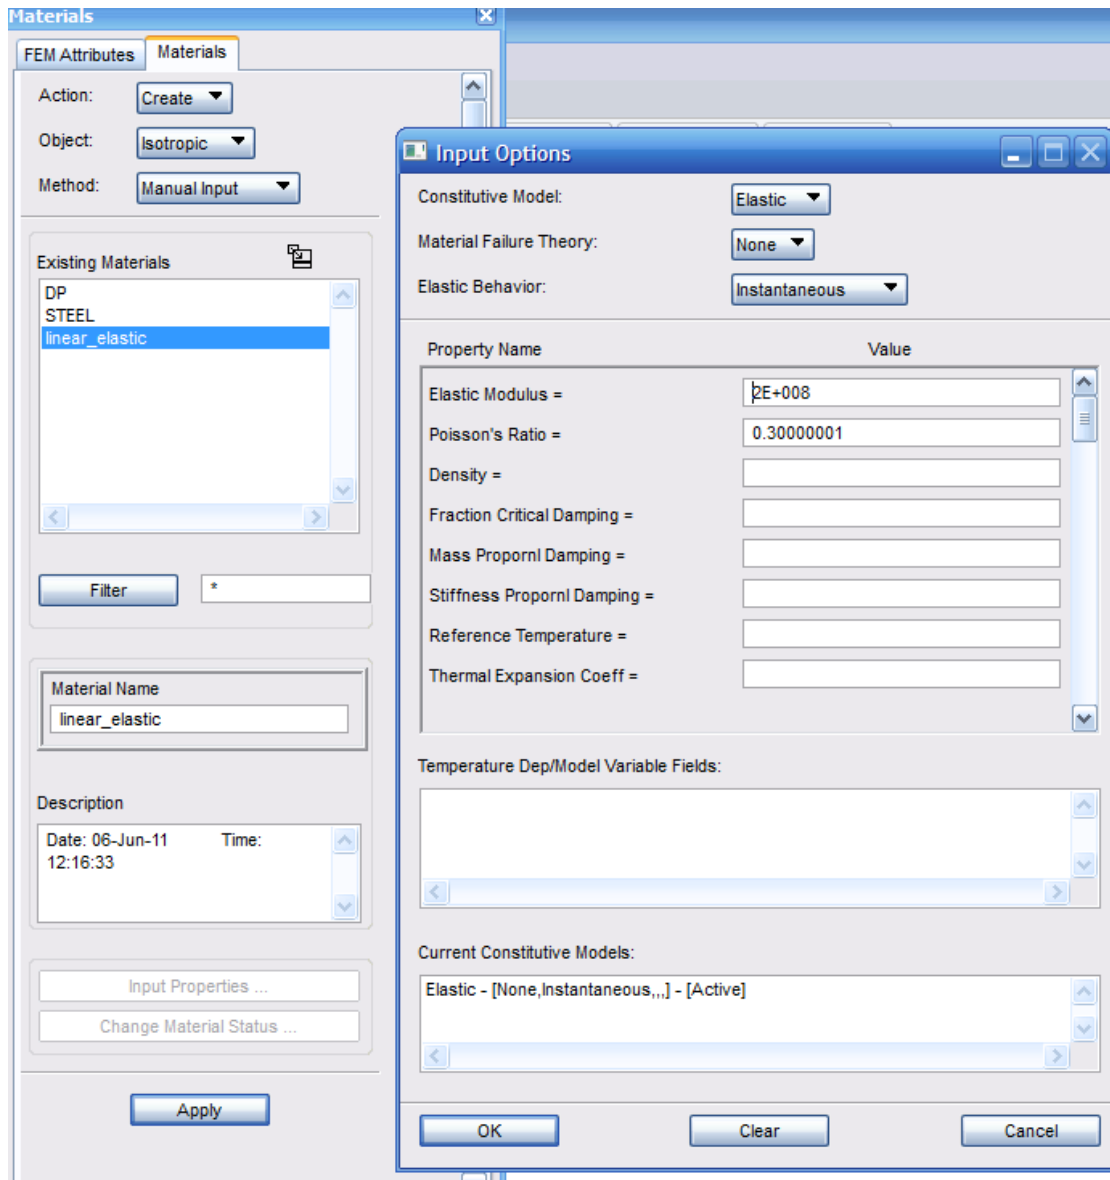 Materials
FEM Attributes
Materials
Action:
Create
Object:
Isotropic
Method:
Manual Input
Existing Materials
DP
STEEL
linear_elastic
Filter
*
Material Name
linear_elastic
Description
Date: 06-Jun-11 Time:
12:16:33
Input Properties ...
Change Material Status ...
Apply
Input Options
Constitutive Model:
Elastic
Material Failure Theory:
None
Elastic Behavior:
Instantaneous
Property Name Value
Elastic Modulus = 2E+008
Poisson's Ratio = 0.30000001
Density =
Fraction Critical Damping =
Mass Propornl Damping =
Stiffness Propornl Damping =
Reference Temperature =
Thermal Expansion Coeff =
Temperature Dep/Model Variable Fields:
Current Constitutive Models:
Elastic - [None,Instantaneous,,,] - [Active]
OK
Clear
Cancel